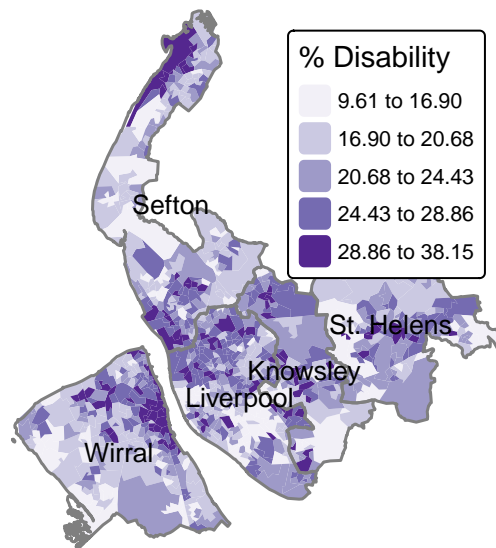 % Disability
9.61 to 16.90
16.90 to 20.68
20.68 to 24.43
24.43 to 28.86
28.86 to 38.15
Sefton
St. Helens
Knowsley
Liverpool
Wirral